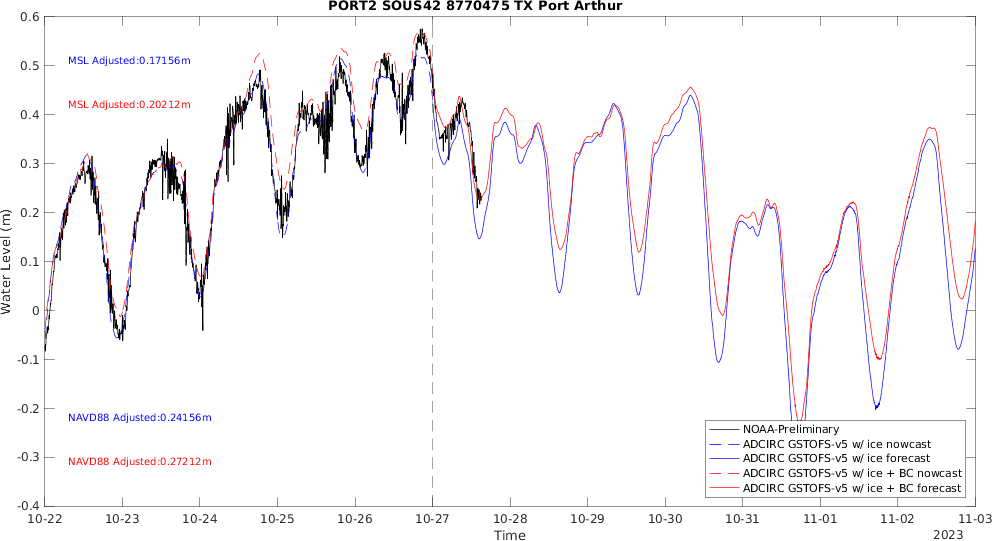 PORT2 SOUS42 8770475 TX Port Arthur
0.6
0.5
0.4
0.3
0.2
0.1
0
-0.1
-0.2
-0.3
-0.4
Water Level (m)
MSL Adjusted:0.17156m
MSL Adjusted:0.20212m
NAVD88 Adjusted:0.24156m
NAVD88 Adjusted:0.27212m
NOAA-Preliminary
ADCIRC GSTOFS-v5 w/ ice nowcast
ADCIRC GSTOFS-v5 w/ ice forecast
ADCIRC GSTOFS-v5 w/ ice + BC nowcast
ADCIRC GSTOFS-v5 w/ ice + BC forecast
10-22 10-23 10-24 10-25 10-26 10-27 10-28 10-29 10-30 10-31 11-01 11-02 11-03
Time
2023